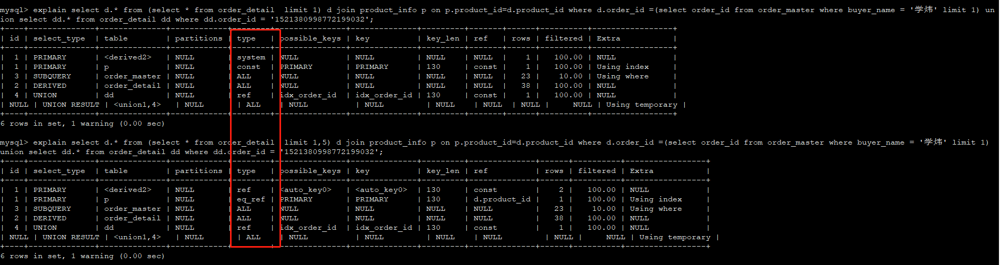 mysql> explain select d.* from (select * from order_detail  limit 1) d join product_info p on p.product_id=d.product_id where d.order_id =(select order_id from order_master where buyer_name = '学炜' limit 1) un
ion select dd.* from order_detail dd where dd.order_id = '1521380998772199032';
+----+--------------+---------------+------------+--------+---------------+--------------+---------+-------+------+----------+-----------------+
| id | select_type | table | partitions | type | possible_keys | key | key_len | ref | rows | filtered | Extra |
+----+--------------+---------------+------------+--------+---------------+--------------+---------+-------+------+----------+-----------------+
| 1 | PRIMARY | <derived2> | NULL | system | NULL | NULL | NULL | NULL | 1 | 100.00 | NULL |
| 1 | PRIMARY | p | NULL | const | PRIMARY | PRIMARY | 130 | const | 1 | 100.00 | Using index |
| 3 | SUBQUERY | order_master | NULL | ALL | NULL | NULL | NULL | NULL | 23 | 10.00 | Using where |
| 2 | DERIVED | order_detail | NULL | ALL | NULL | NULL | NULL | NULL | 38 | 100.00 | NULL |
| 4 | UNION | dd | NULL | ref | idx_order_id | idx_order_id | 130 | const | 1 | 100.00 | NULL |
| NULL | UNION RESULT | <union1,4> | NULL | ALL | NULL | NULL | NULL | NULL | NULL | NULL | Using temporary |
+----+--------------+---------------+------------+--------+---------------+--------------+---------+-------+------+----------+-----------------+
6 rows in set, 1 warning (0.00 sec)
mysql> explain select d.* from (select * from order_detail  limit 1,5) d join product_info p on p.product_id=d.product_id where d.order_id =(select order_id from order_master where buyer_name = '学炜' limit 1)
union select dd.* from order_detail dd where dd.order_id = '1521380998772199032';
+----+--------------+---------------+------------+--------+---------------+--------------+---------+--------------+------+----------+-----------------+
| id | select_type | table | partitions | type | possible_keys | key | key_len | ref | rows | filtered | Extra |
+----+--------------+---------------+------------+--------+---------------+--------------+---------+--------------+------+----------+-----------------+
| 1 | PRIMARY | <derived2> | NULL | ref | <auto_key0> | <auto_key0> | 130 | const | 2 | 100.00 | NULL |
| 1 | PRIMARY | p | NULL | eq_ref | PRIMARY | PRIMARY | 130 | d.product_id | 1 | 100.00 | Using index |
| 3 | SUBQUERY | order_master | NULL | ALL | NULL | NULL | NULL | NULL | 23 | 10.00 | Using where |
| 2 | DERIVED | order_detail | NULL | ALL | NULL | NULL | NULL | NULL | 38 | 100.00 | NULL |
| 4 | UNION | dd | NULL | ref | idx_order_id | idx_order_id | 130 | const | 1 | 100.00 | NULL |
| NULL | UNION RESULT | <union1,4> | NULL | ALL | NULL | NULL | NULL | NULL | NULL | NULL | Using temporary |
+----+--------------+---------------+------------+--------+---------------+--------------+---------+--------------+------+----------+-----------------+
6 rows in set, 1 warning (0.00 sec)